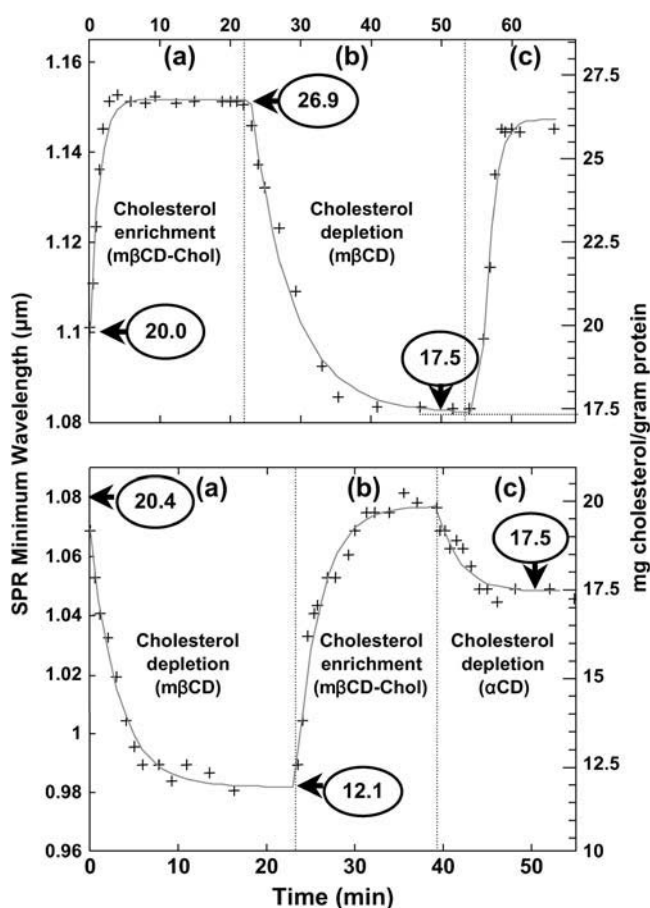 0 20 40 60
(a) (b) (c)
1.16
1.14
1.12
1.1
1.08
26.9
20.0
17.5
Cholesterol
enrichment
(mβCD-Chol)
Cholesterol
depletion
(mβCD)
27.5
25
22.5
20
17.5
SPR Minimum Wavelength (µm)
mg cholesterol/gram protein
(a) (b) (c)
1.08
1.06
1.04
1.02
1
0.98
0.96
20.4
12.1
17.5
Cholesterol
depletion
(mβCD)
Cholesterol
enrichment
(mβCD-Chol)
Cholesterol
depletion
(αCD)
20
17.5
15
12.5
10
0 10 20 30 40 50
Time (min)